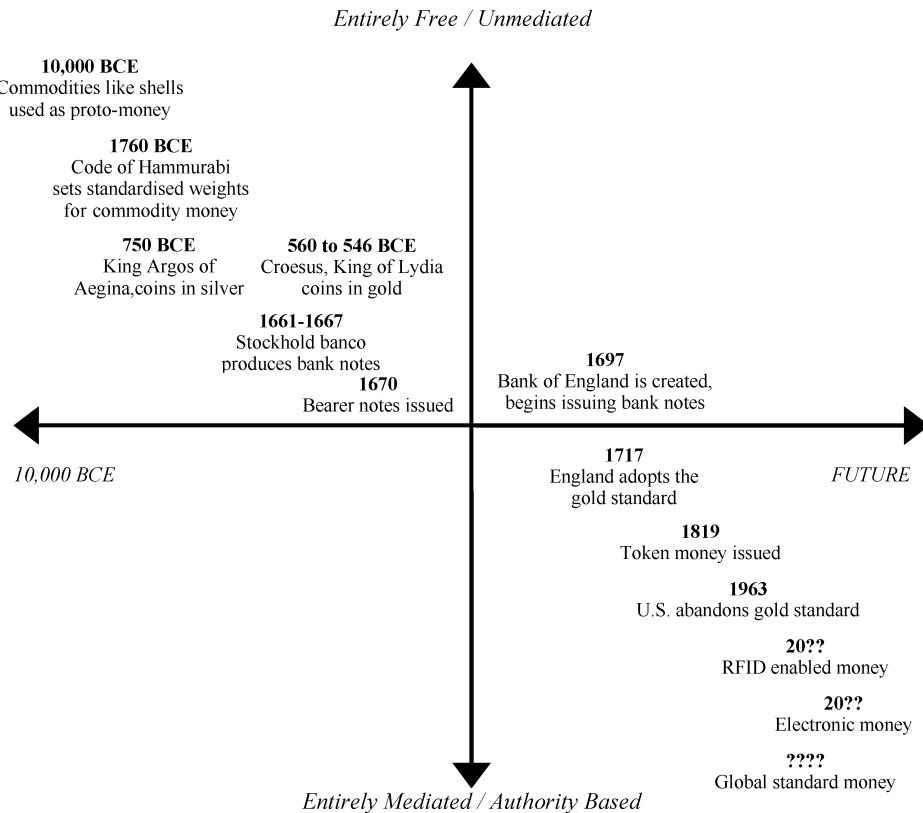 Entirely Free / Unmediated
10,000 BCE
Commodities like shells
used as proto-money
1760 BCE
Code of Hammurabi
sets standardised weights
for commodity money
750 BCE
King Argos of
Aegina,coins in silver
560 to 546 BCE
Croesus, King of Lydia
coins in gold
1661-1667
Stockhold banco
produces bank notes
1670
Bearer notes issued
1697
Bank of England is created,
begins issuing bank notes
10,000 BCE
FUTURE
1717
England adopts the
gold standard
1819
Token money issued
1963
U.S. abandons gold standard
20??
RFID enabled money
20??
Electronic money
????
Global standard money
Entirely Mediated / Authority Based